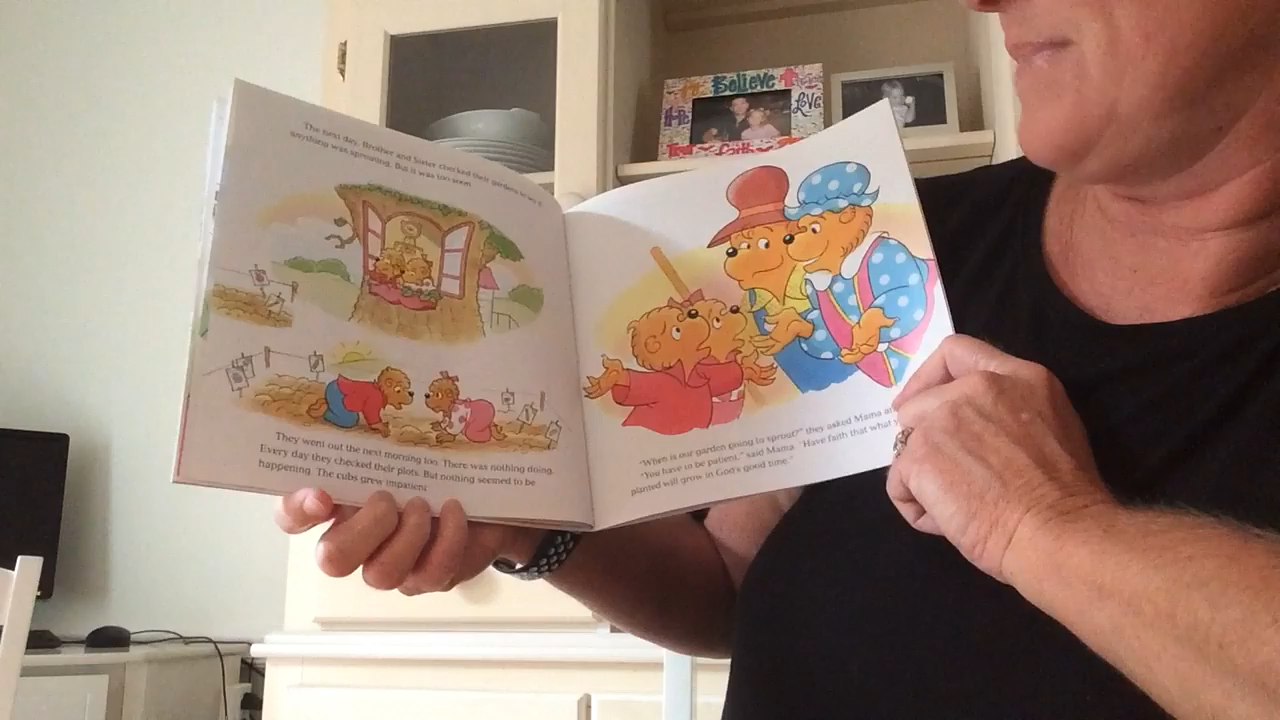 The next day, Brother and Sister checked their gardens to see if
anything was sprouting. But it was too soon.
They went out the next morning too. There was nothing doing.
Every day they checked their plots. But nothing seemed to be
happening. The cubs grew impatient.
"When is our garden going to sprout?" they asked Mama
"You have to be patient," said Mama. "Have faith that what
planted will grow in God's good time."
Believe
Love
Hope
faith